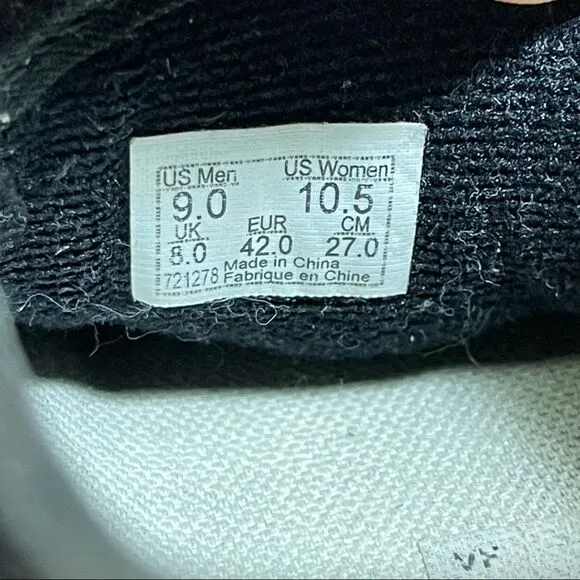 US Men US Women
9.0 10.5
UK EUR CM
8.0 42.0 27.0
Made in China
721278 Fabrique en Chine